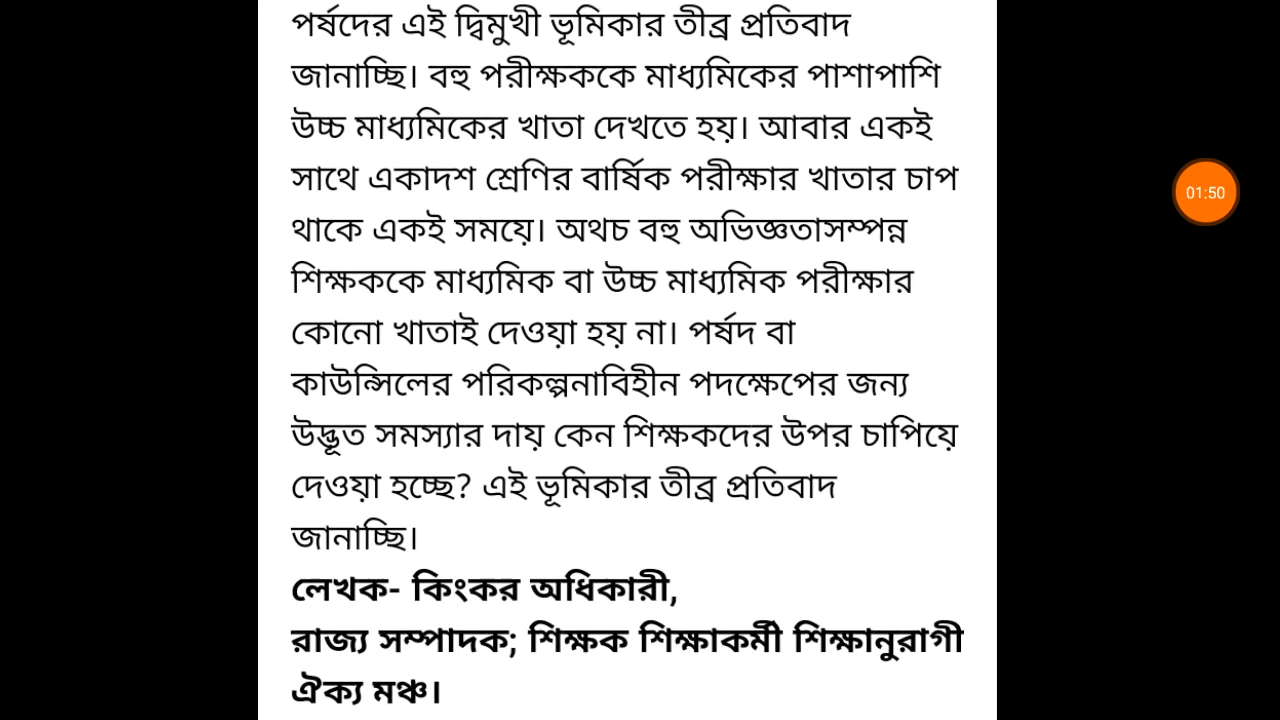 পর্ষদের এই দ্বিমুখী ভূমিকার তীব্র প্রতিবাদ
জানাচ্ছি। বহু পরীক্ষককে মাধ্যমিকের পাশাপাশি
উচ্চ মাধ্যমিকের খাতা দেখতে হয়। আবার একই
সাথে একাদশ শ্রেণির বার্ষিক পরীক্ষার খাতার চাপ
থাকে একই সময়ে। অথচ বহু অভিজ্ঞতাসম্পন্ন
শিক্ষককে মাধ্যমিক বা উচ্চ মাধ্যমিক পরীক্ষার
কোনো খাতাই দেওয়া হয় না। পর্ষদ বা
কাউন্সিলের পরিকল্পনাবিহীন পদক্ষেপের জন্য
উদ্ভূত সমস্যার দায় কেন শিক্ষকদের উপর চাপিয়ে
দেওয়া হচ্ছে? এই ভূমিকার তীব্র প্রতিবাদ
জানাচ্ছি।
লেখক- কিংকর অধিকারী,
রাজ্য সম্পাদক; শিক্ষক শিক্ষাকর্মী শিক্ষানুরাগী
ঐক্য মঞ্চ।
01:50